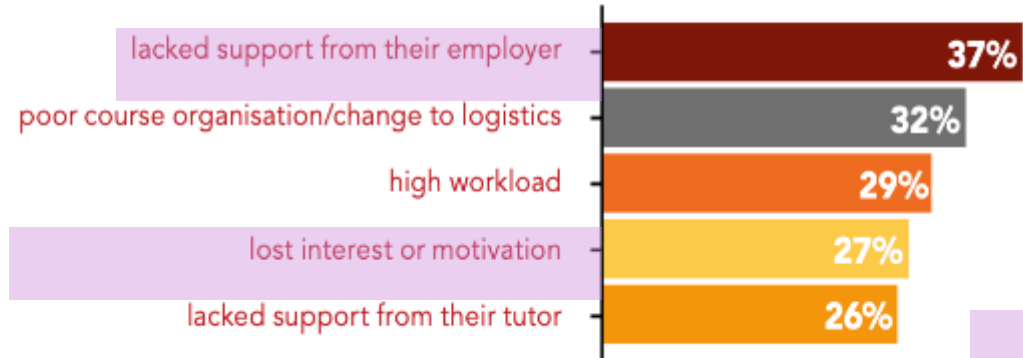 lacked support from their employer 37%
poor course organisation/change to logistics 32%
high workload 29%
lost interest or motivation 27%
lacked support from their tutor 26%